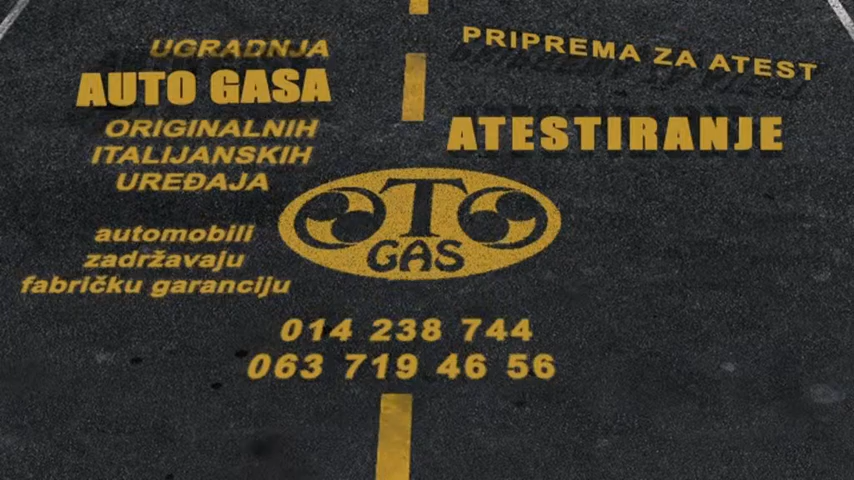 UGRADNJA
AUTO GASA
ORIGINALNIH
ITALIJANSKIH
UREĐAJA
automobili
zadržavaju
fabričku garanciju
PRIPREMA ZA ATEST
ATESTIRANJE
OTO
GAS
014 238 744
063 719 46 56